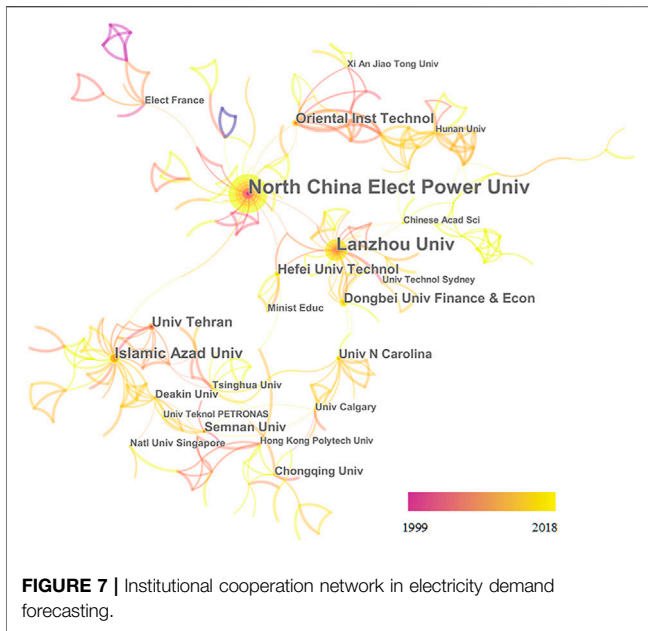 Xi An Jiao Tong Univ
Elect France
Oriental Inst Technol
Hunan Univ
North China Elect Power Univ
Chinese Acad Sci
Lanzhou Univ
Hefei Univ Technol
Univ Technol Sydney
Dongbei Univ Finance & Econ
Minist Educ
Univ Tehran
Islamic Azad Univ
Univ N Carolina
Tsinghua Univ
Deakin Univ
Univ Calgary
Univ Teknol PETRONAS
Semnan Univ
Natl Univ Singapore
Hong Kong Polytech Univ
Chongqing Univ
1999 2018
FIGURE 7 | Institutional cooperation network in electricity demand
forecasting.